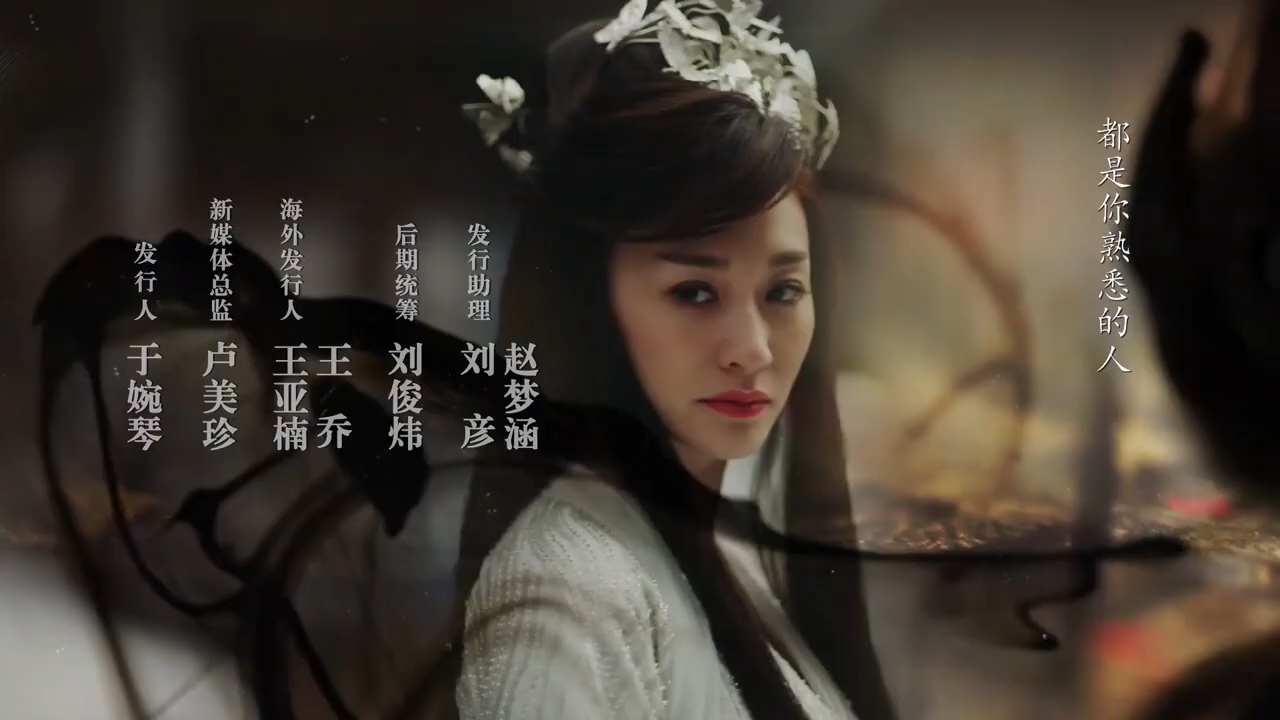 都是你熟悉的人
发行助理
赵梦涵
刘彦
后期统筹
刘俊炜
海外发行人
王乔
王亚楠
新媒体总监
卢美珍
发行人
于婉琴